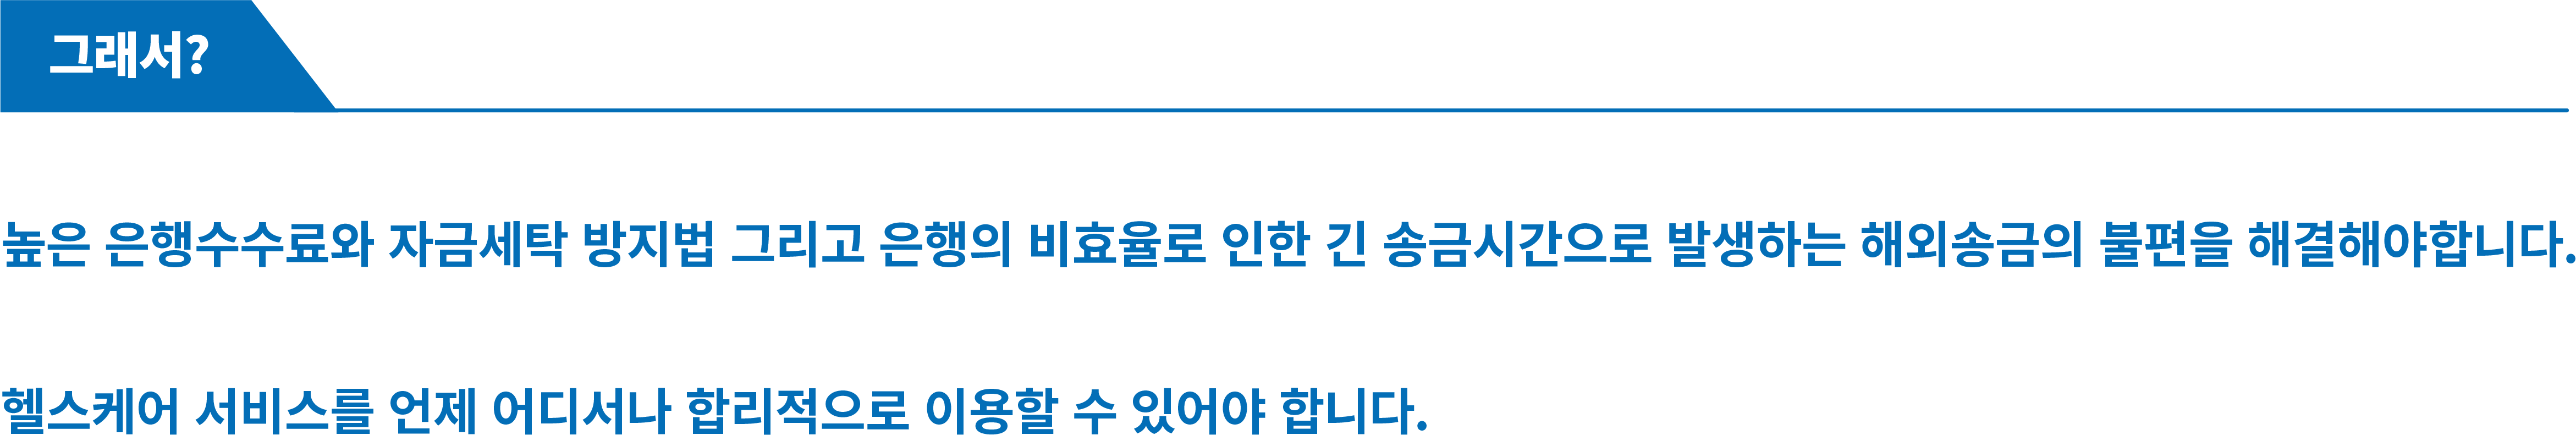 그래서?
높은 은행수수료와 자금세탁 방지법 그리고 은행의 비효율로 인한 긴 송금시간으로 발생하는 해외송금의 불편을 해결해야합니다.
헬스케어 서비스를 언제 어디서나 합리적으로 이용할 수 있어야 합니다.